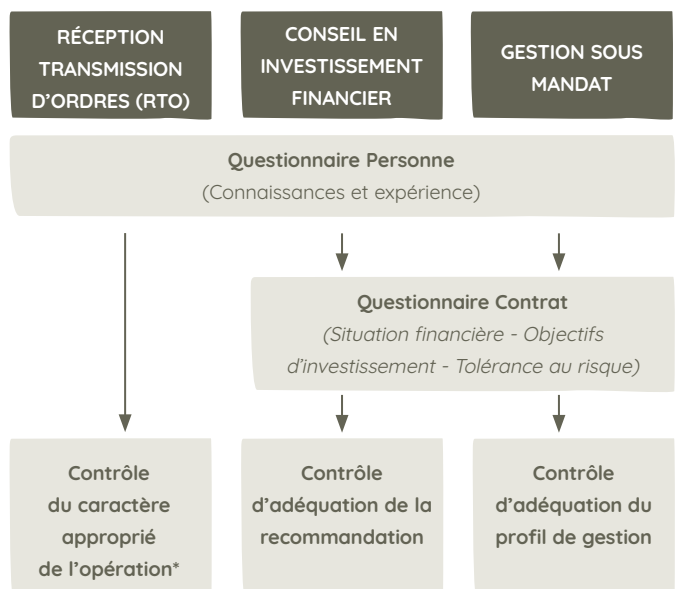 RÉCEPTION
TRANSMISSION
D'ORDRES (RTO)
CONSEIL EN
INVESTISSEMENT
FINANCIER
GESTION SOUS
MANDAT
Questionnaire Personne
(Connaissances et expérience)
Questionnaire Contrat
(Situation financière - Objectifs
d'investissement - Tolérance au risque)
Contrôle
du caractère
approprié
de l'opération*
Contrôle
d'adéquation de la
recommandation
Contrôle
d'adéquation du
profil de gestion